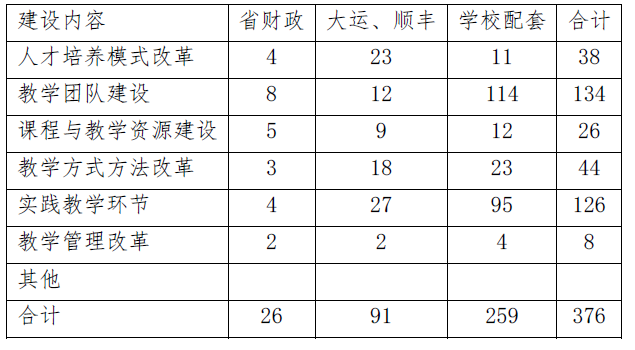 建设内容 省财政 大运、顺丰 学校配套 合计
人才培养模式改革 4 23 11 38
教学团队建设 8 12 114 134
课程与教学资源建设 5 9 12 26
教学方式方法改革 3 18 23 44
实践教学环节 4 27 95 126
教学管理改革 2 2 4 8
其他
合计 26 91 259 376